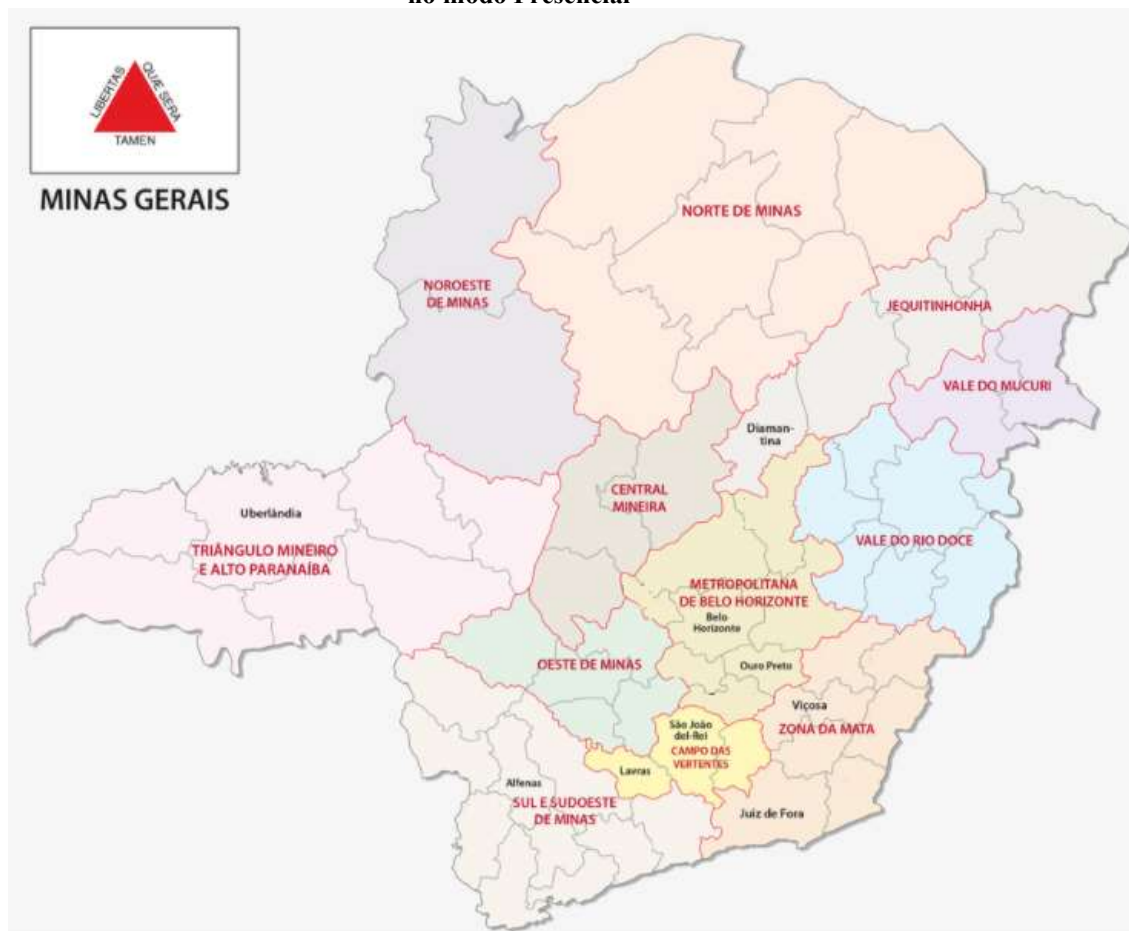 no modo Presencial
LIBERTAS
QUÆ SERA
TAMEN
MINAS GERAIS
NORTE DE MINAS
NOROESTE
DE MINAS
JEQUITINHONHA
VALE DO MUCURI
Diaman-
tina
CENTRAL
MINEIRA
Uberlândia
TRIÂNGULO MINEIRO
E ALTO PARANAÍBA
VALE DO RIO DOCE
METROPOLITANA
DE BELO HORIZONTE
Belo
Horizonte
OESTE DE MINAS
Ouro Preto
Viçosa
ZONA DA MATA
São João
del-Rei
CAMPO DAS
VERTENTES
Lavras
Alfenas
SUL E SUDOESTE
DE MINAS
Juiz de Fora